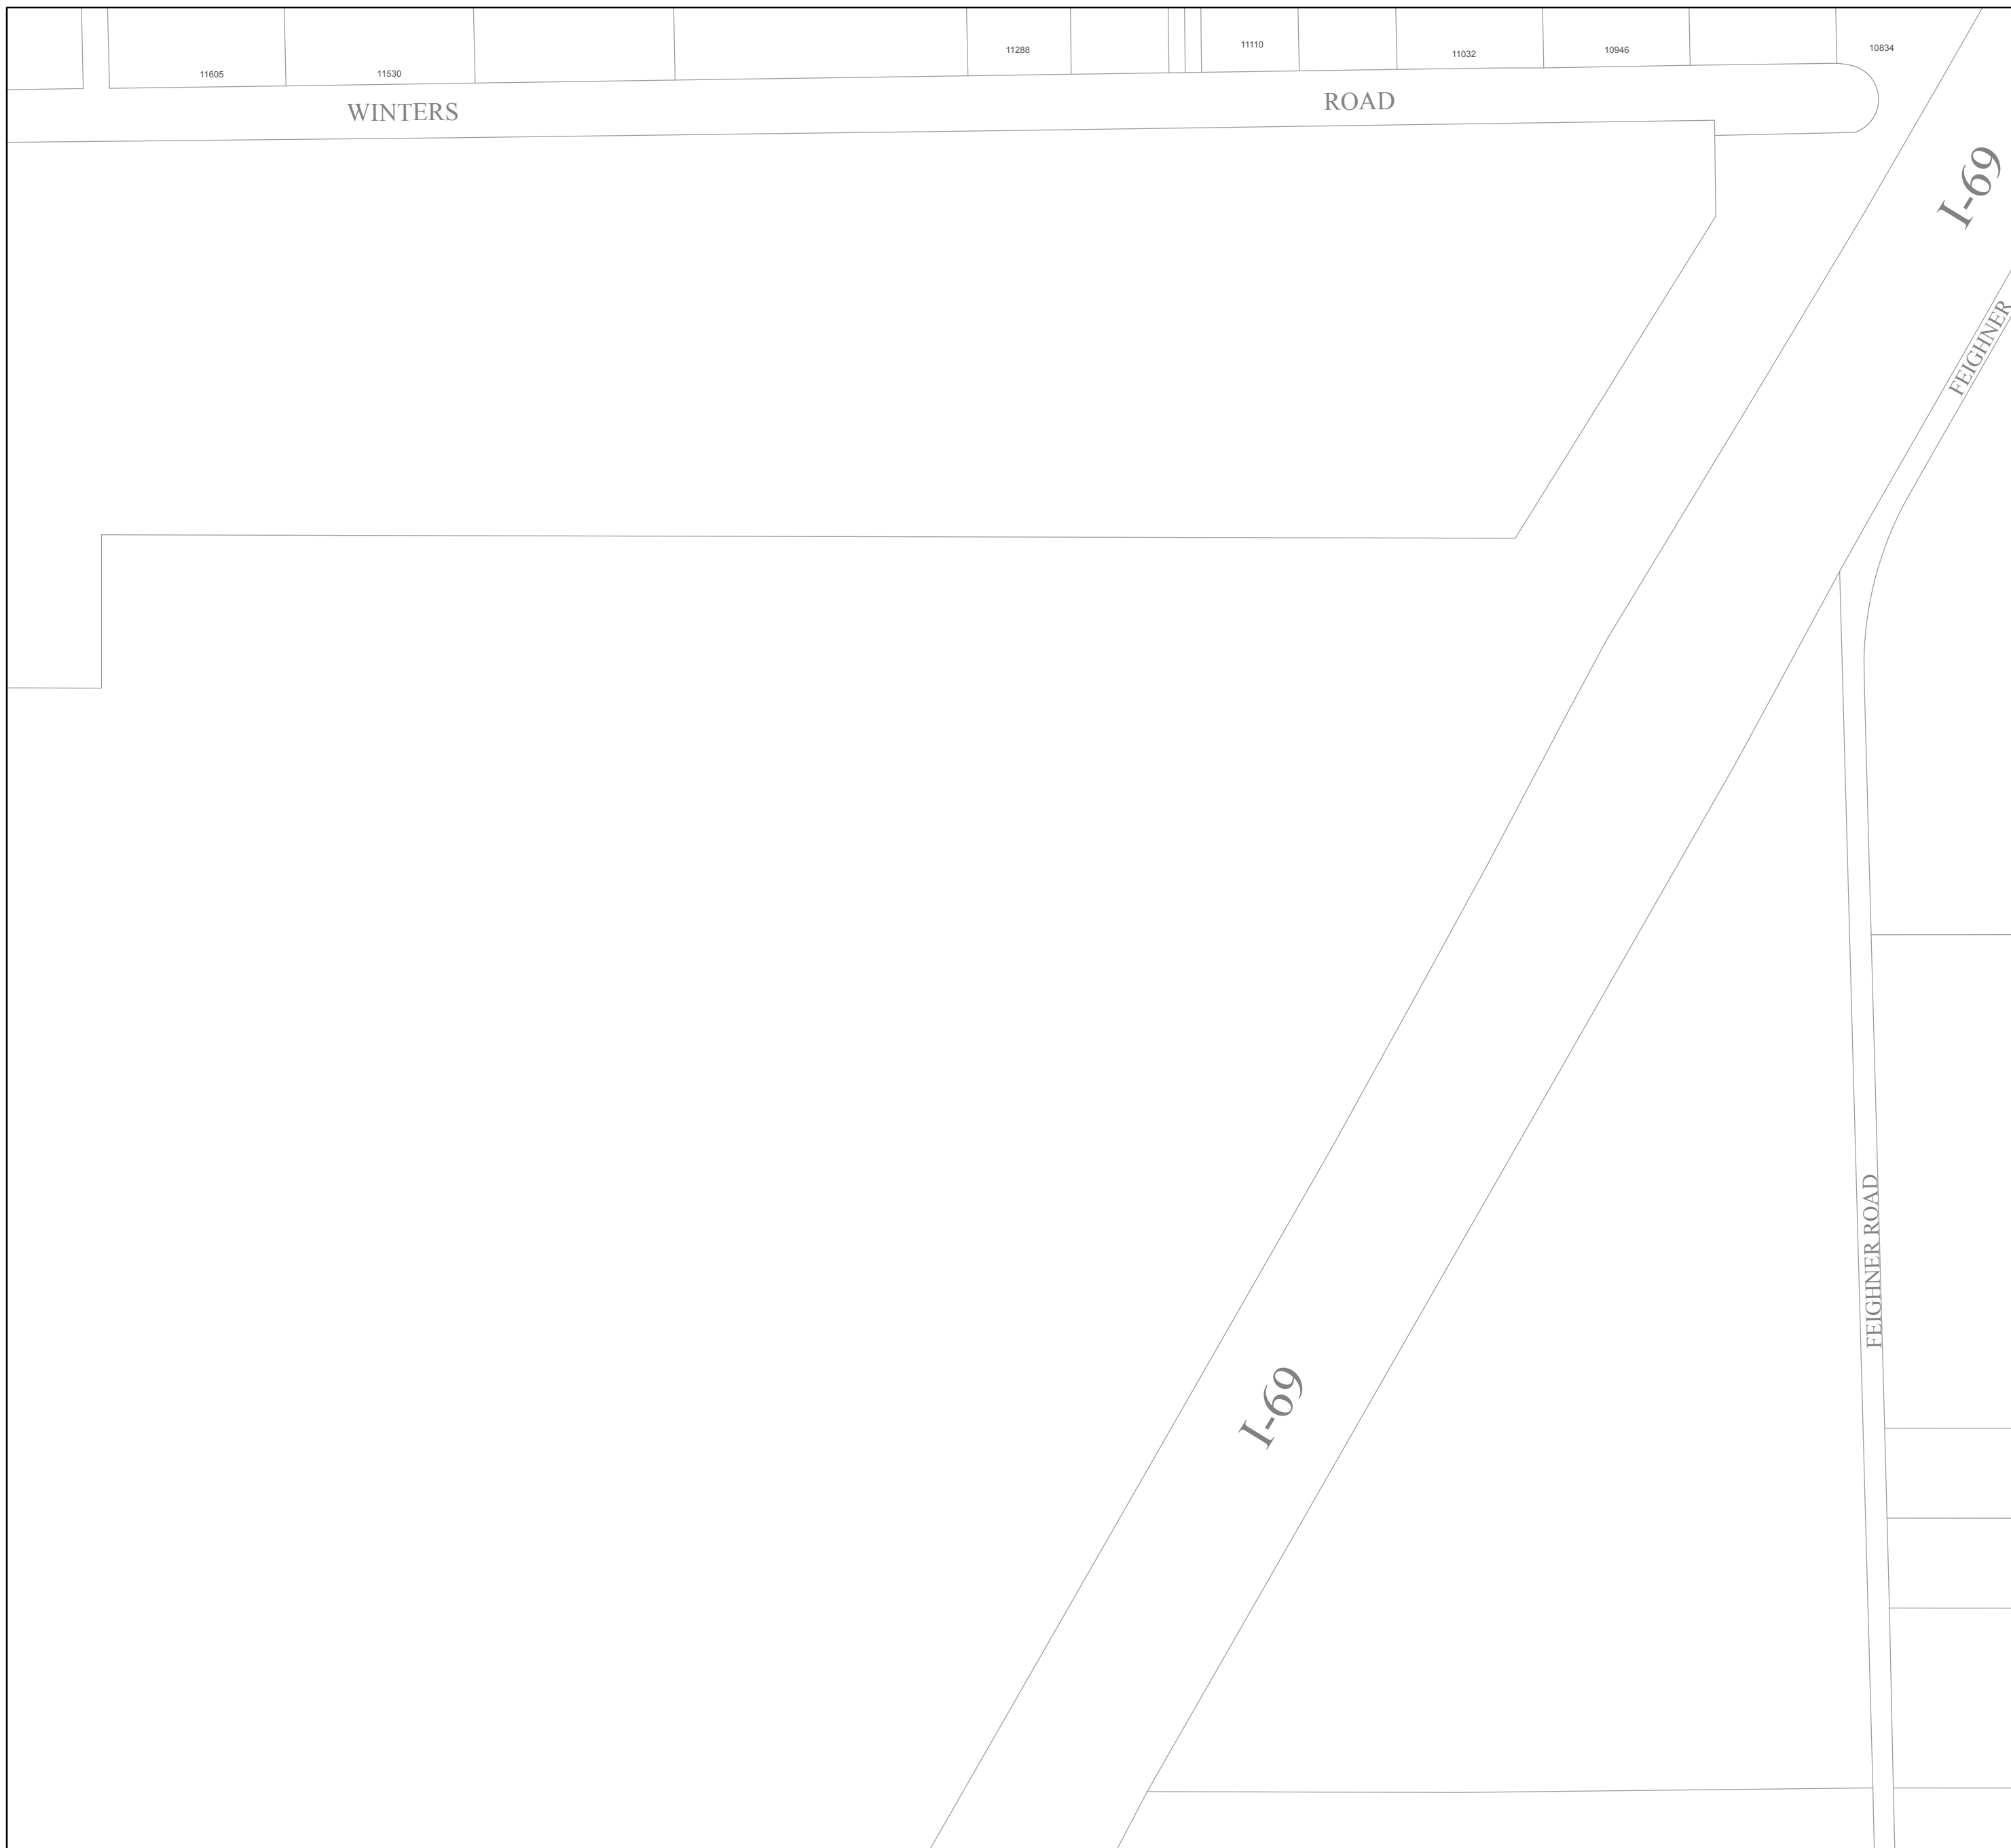 11605
11530
11288
11110
11032
10946
10834
WINTERS
ROAD
I-69
FEIGHNER
FEIGHNER ROAD
I-69